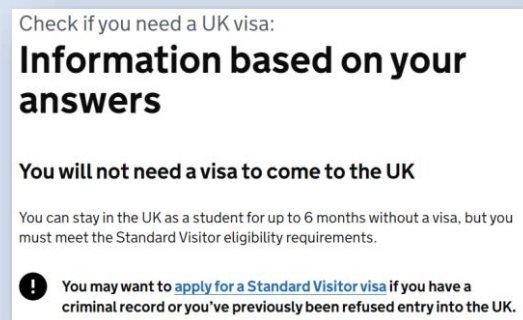 Check if you need a UK visa:
Information based on your
answers
You will not need a visa to come to the UK
You can stay in the UK as a student for up to 6 months without a visa, but you
must meet the Standard Visitor eligibility requirements.
! You may want to apply for a Standard Visitor visa if you have a
criminal record or you've previously been refused entry into the UK.